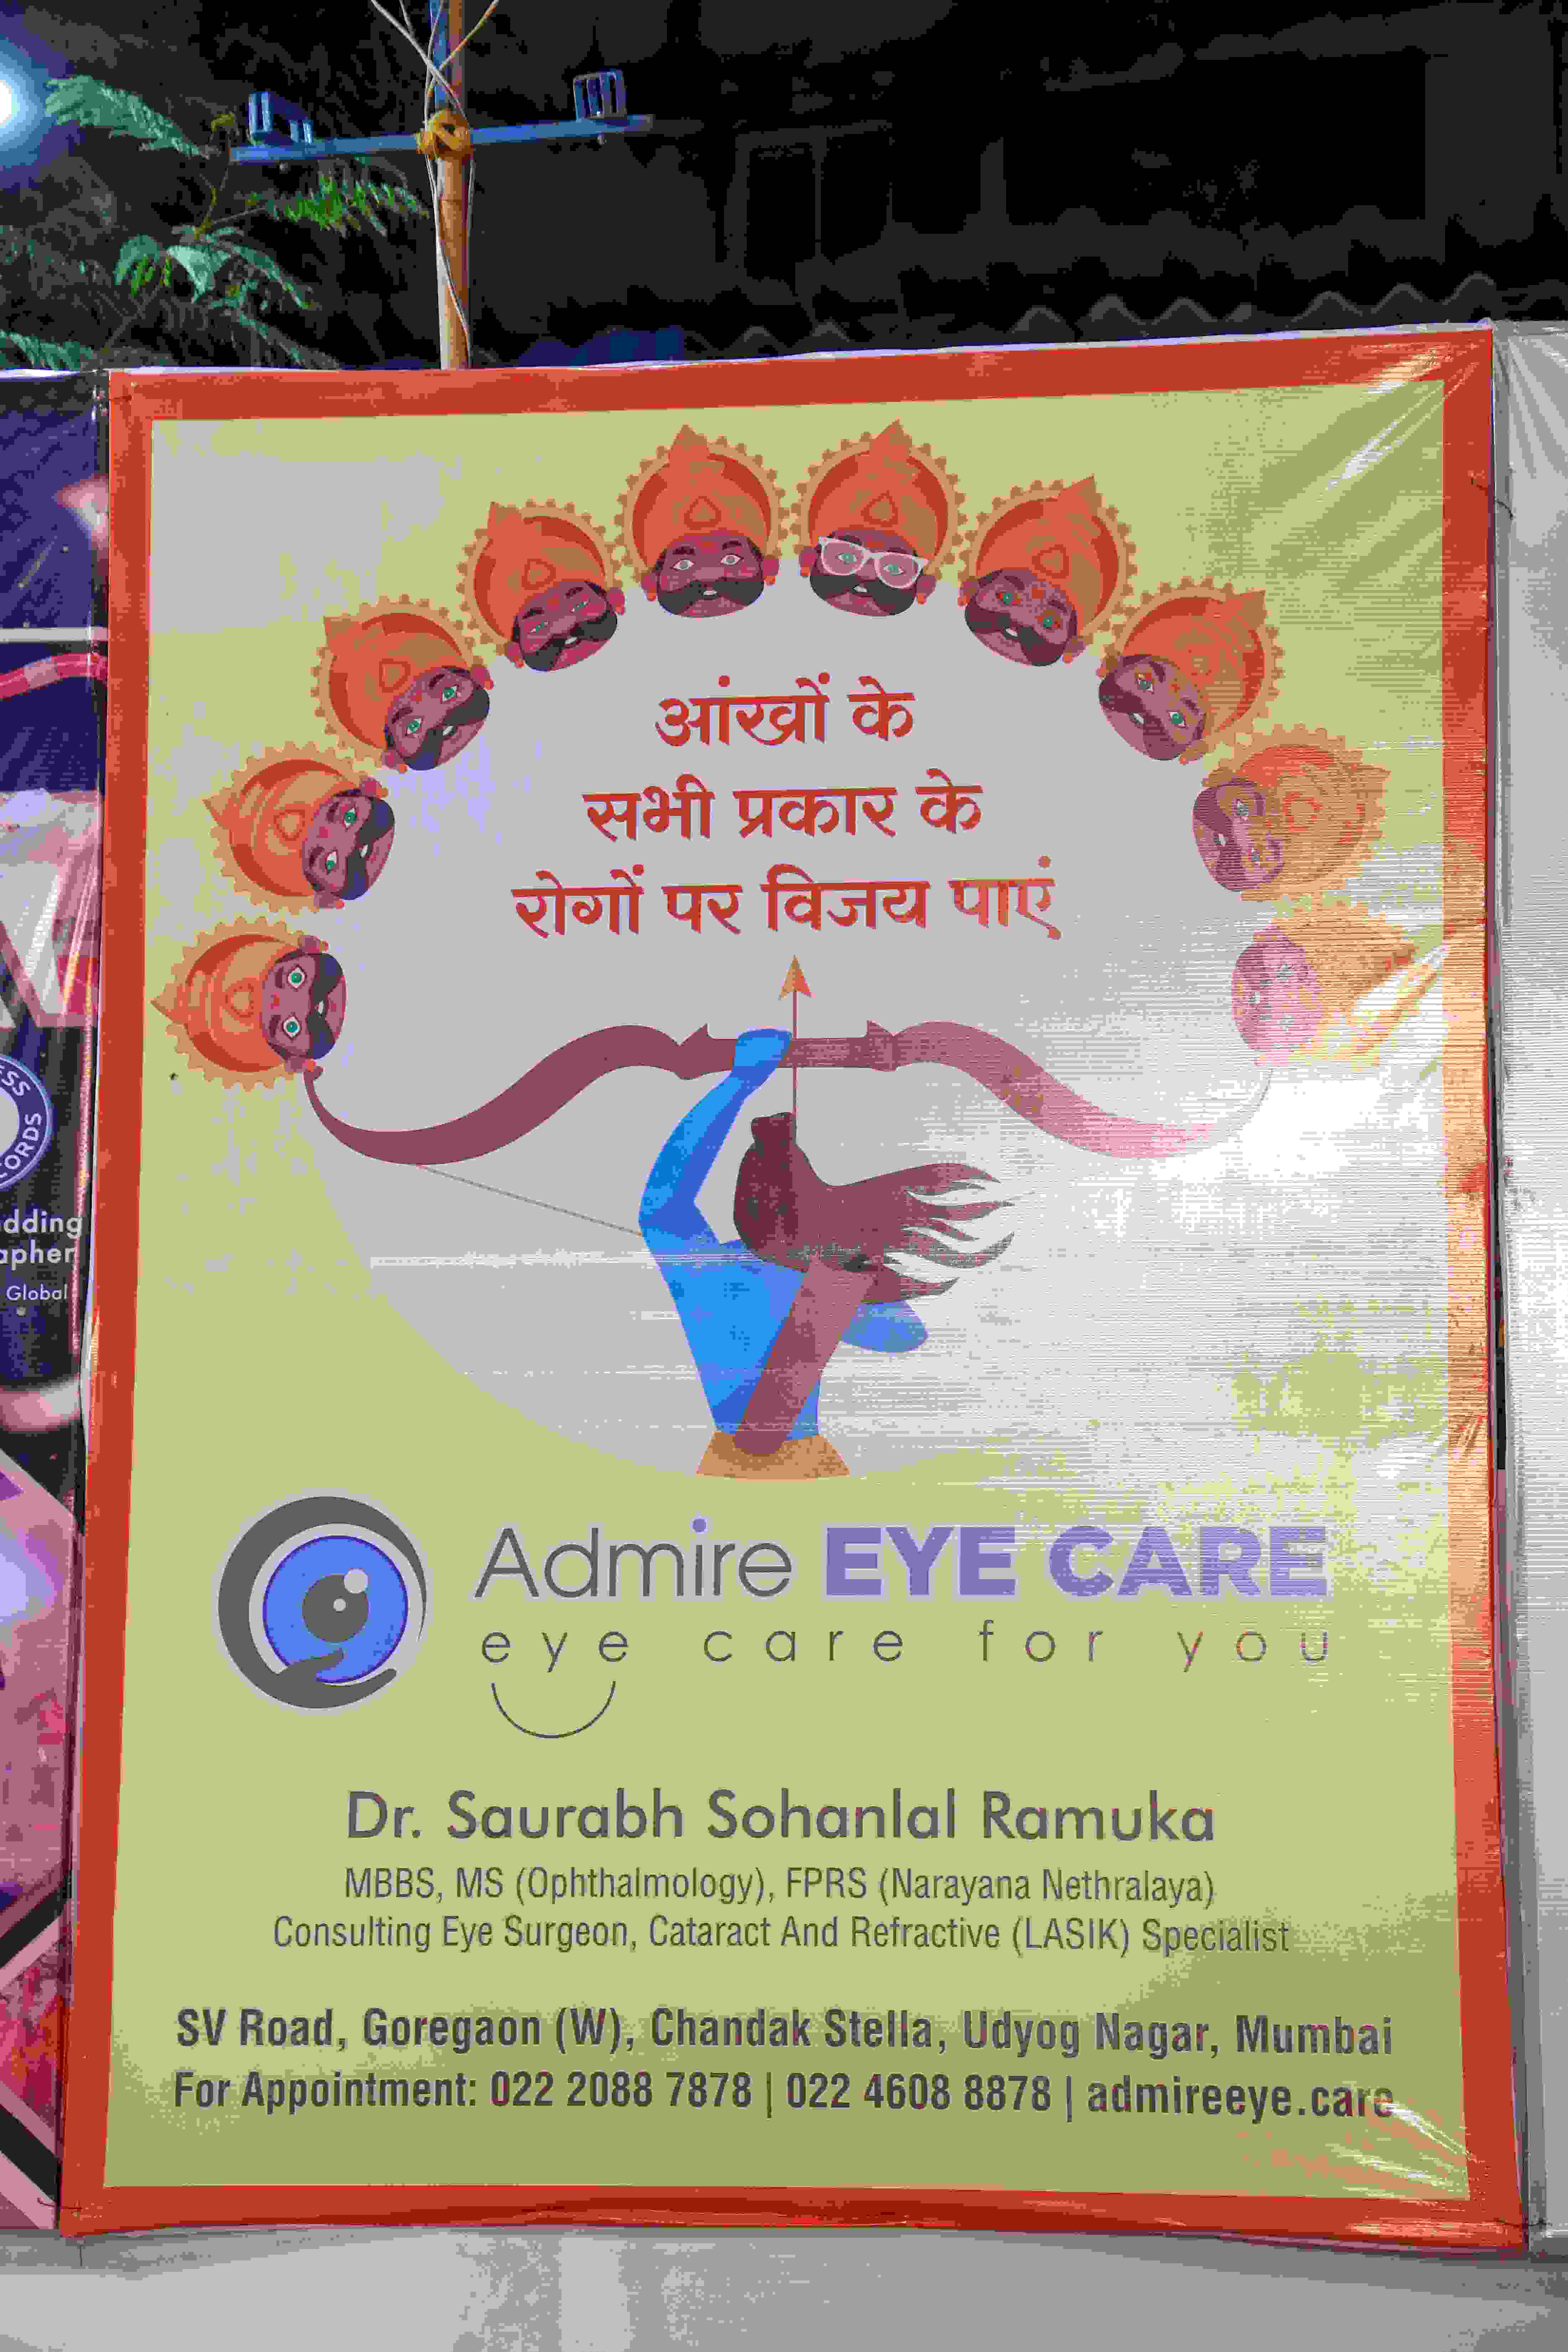 आंखों के
सभी प्रकार के
रोगों पर विजय पाएं
Admire EYE CARE
eye care for you
Dr. Saurabh Sohanlal Ramuka
MBBS, MS (Ophthalmology), FPRS (Narayana Nethralaya)
Consulting Eye Surgeon, Cataract And Refractive (LASIK) Specialist
SV Road, Goregaon (W), Chandak Stella, Udyog Nagar, Mumbai
For Appointment: 022 2088 7878 | 022 4608 8878 | admireeye.care
Global